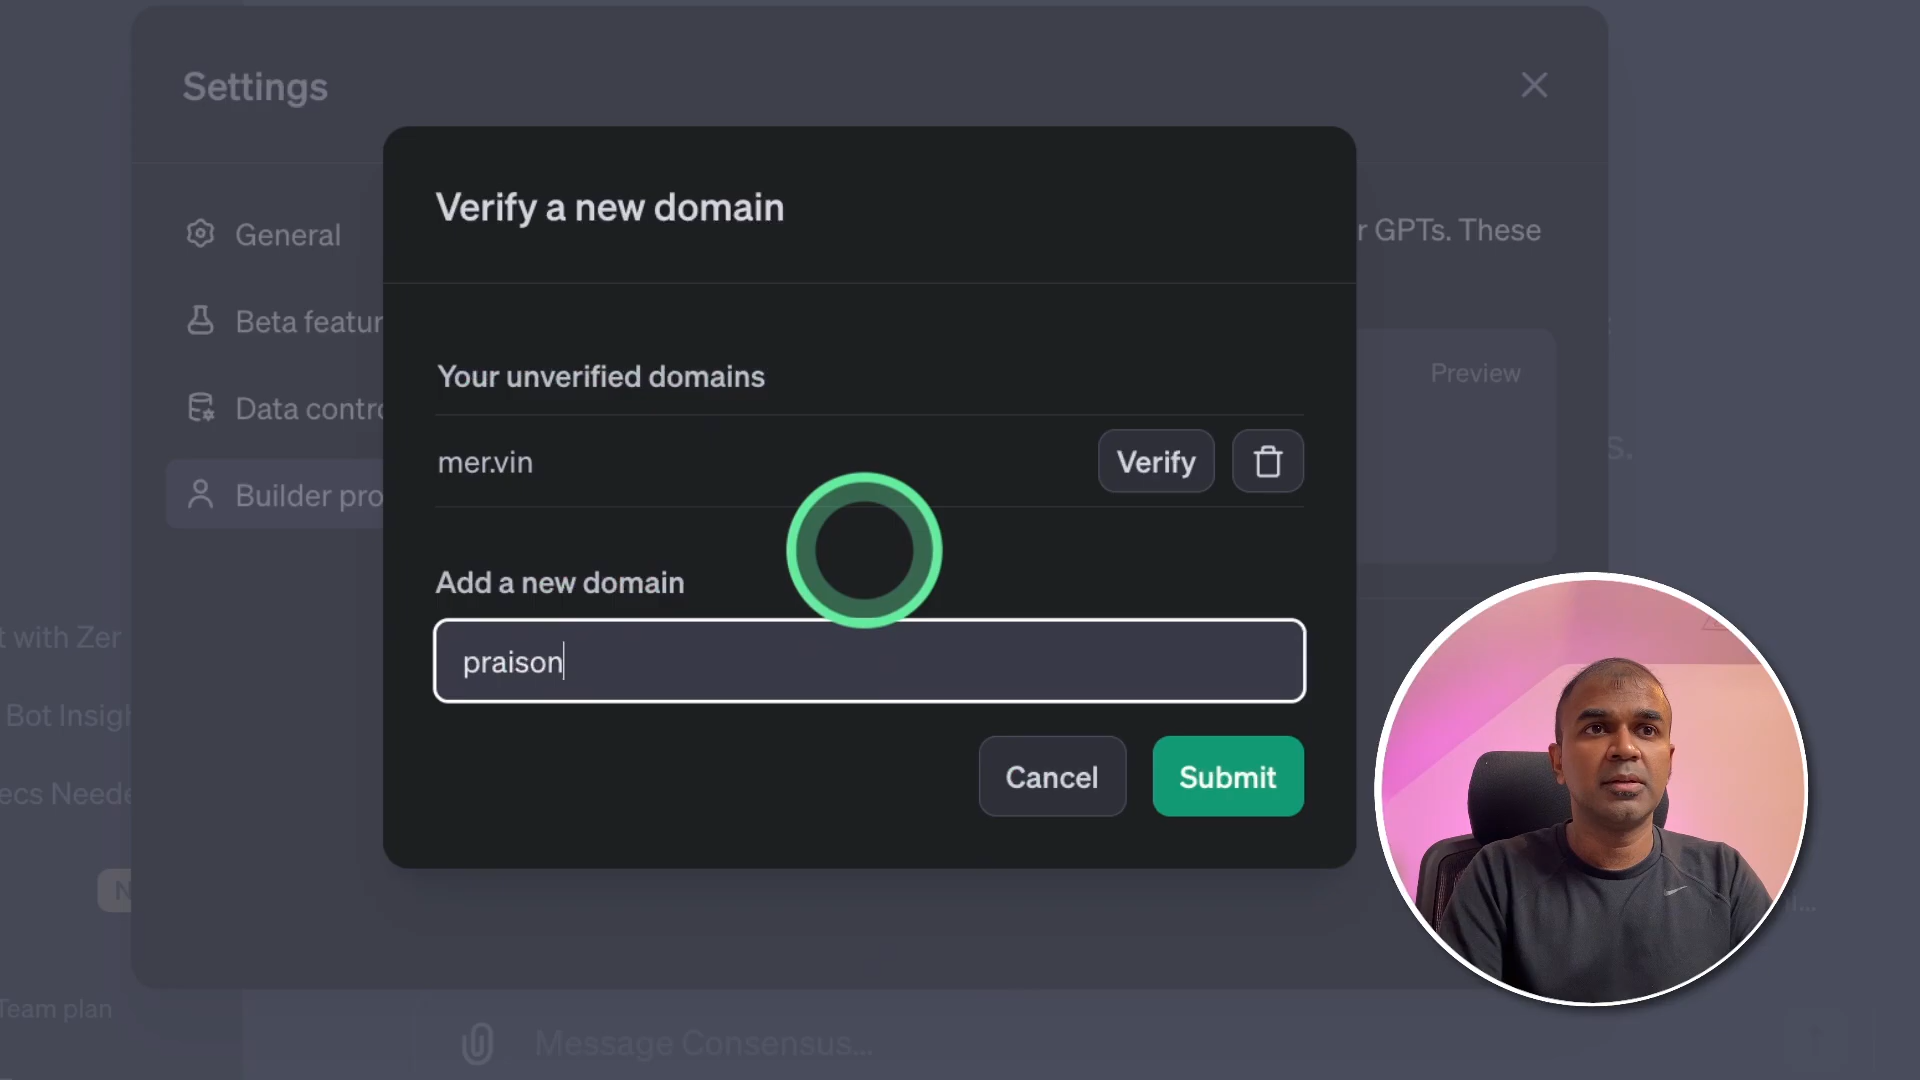 Settings
Verify a new domain
General
r GPTs. These
Beta featur
Your unverified domains
Preview
Data contro
mer.vin
Verify
s.
Builder pro
Add a new domain
t with Zer
praison
Bot Insigh
Cancel
Submit
ecs Neede
N
Team plan
Message Consensus...